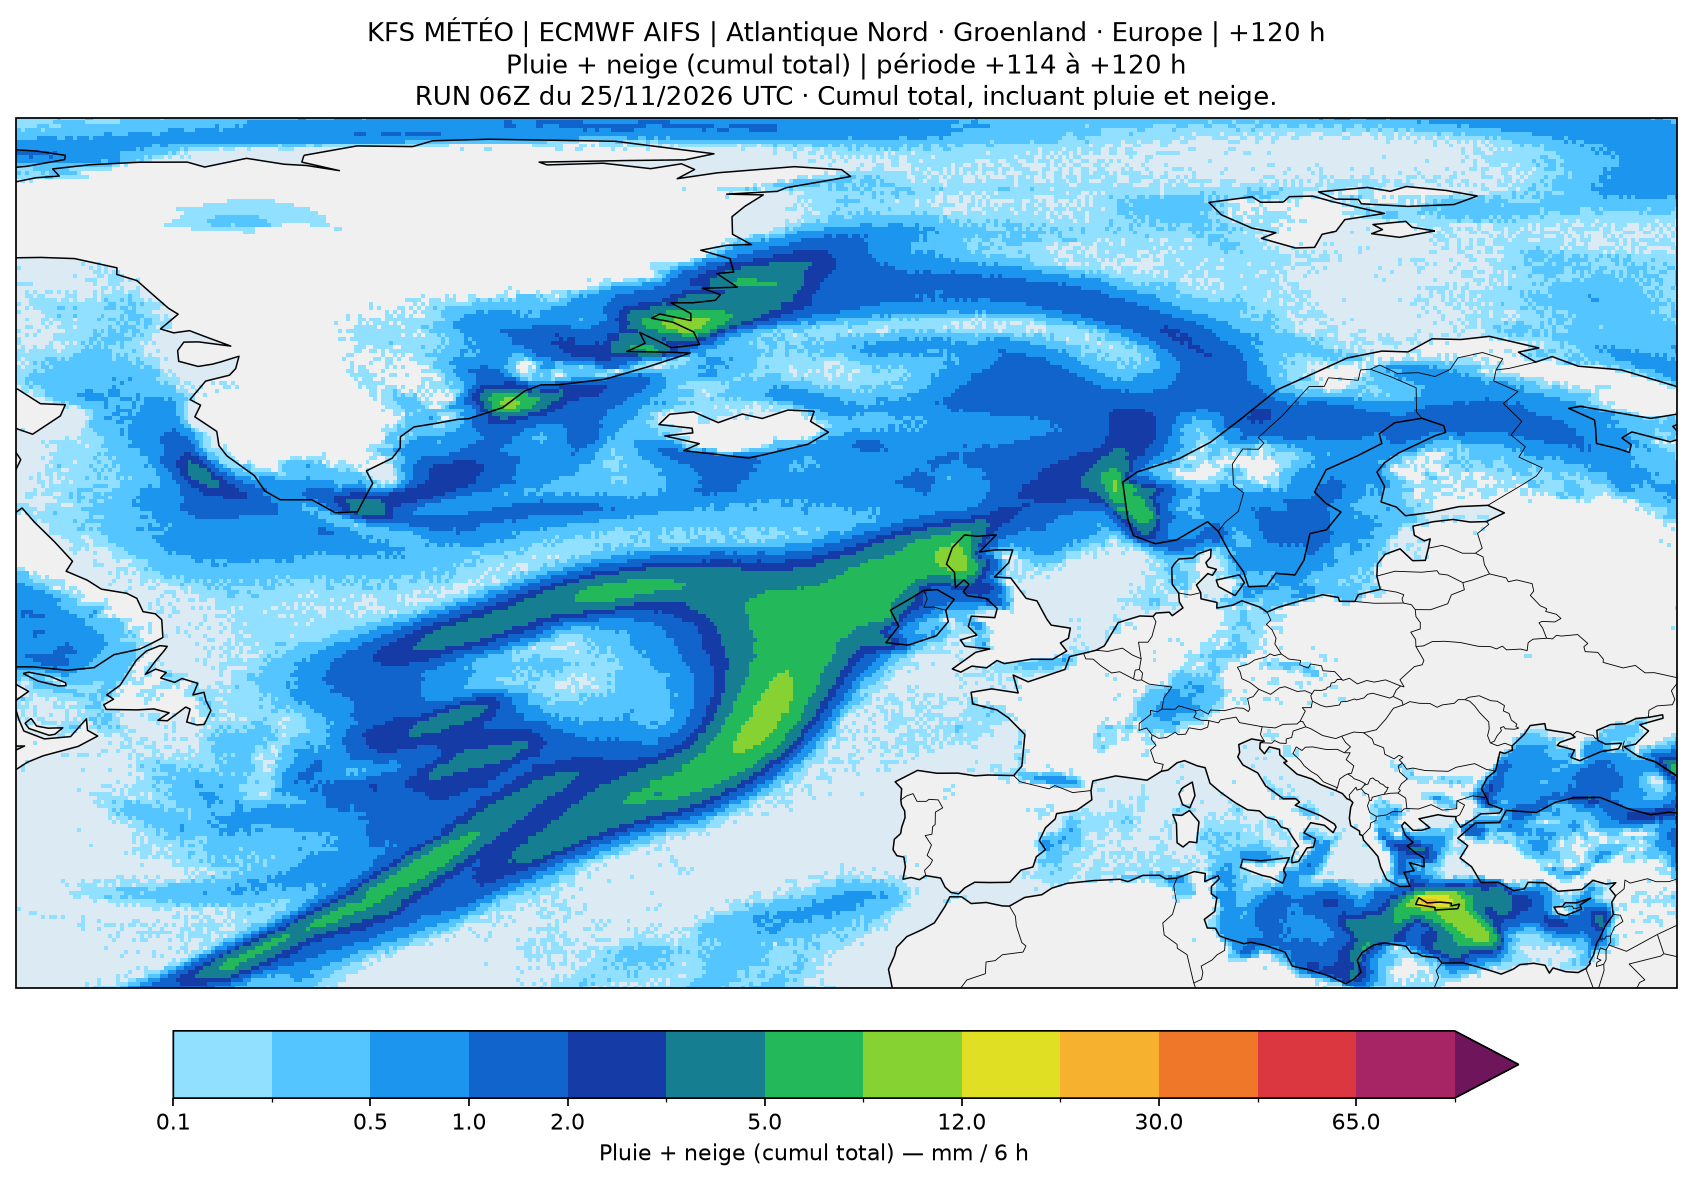 KFS MÉTÉO | ECMWF AIFS | Atlantique Nord · Groenland · Europe | +120 h
Pluie + neige (cumul total) | période +114 à +120 h
RUN 06Z du 25/11/2026 UTC · Cumul total, incluant pluie et neige.
0.1 0.5 1.0 2.0 5.0 12.0 30.0 65.0
Pluie + neige (cumul total) — mm / 6 h